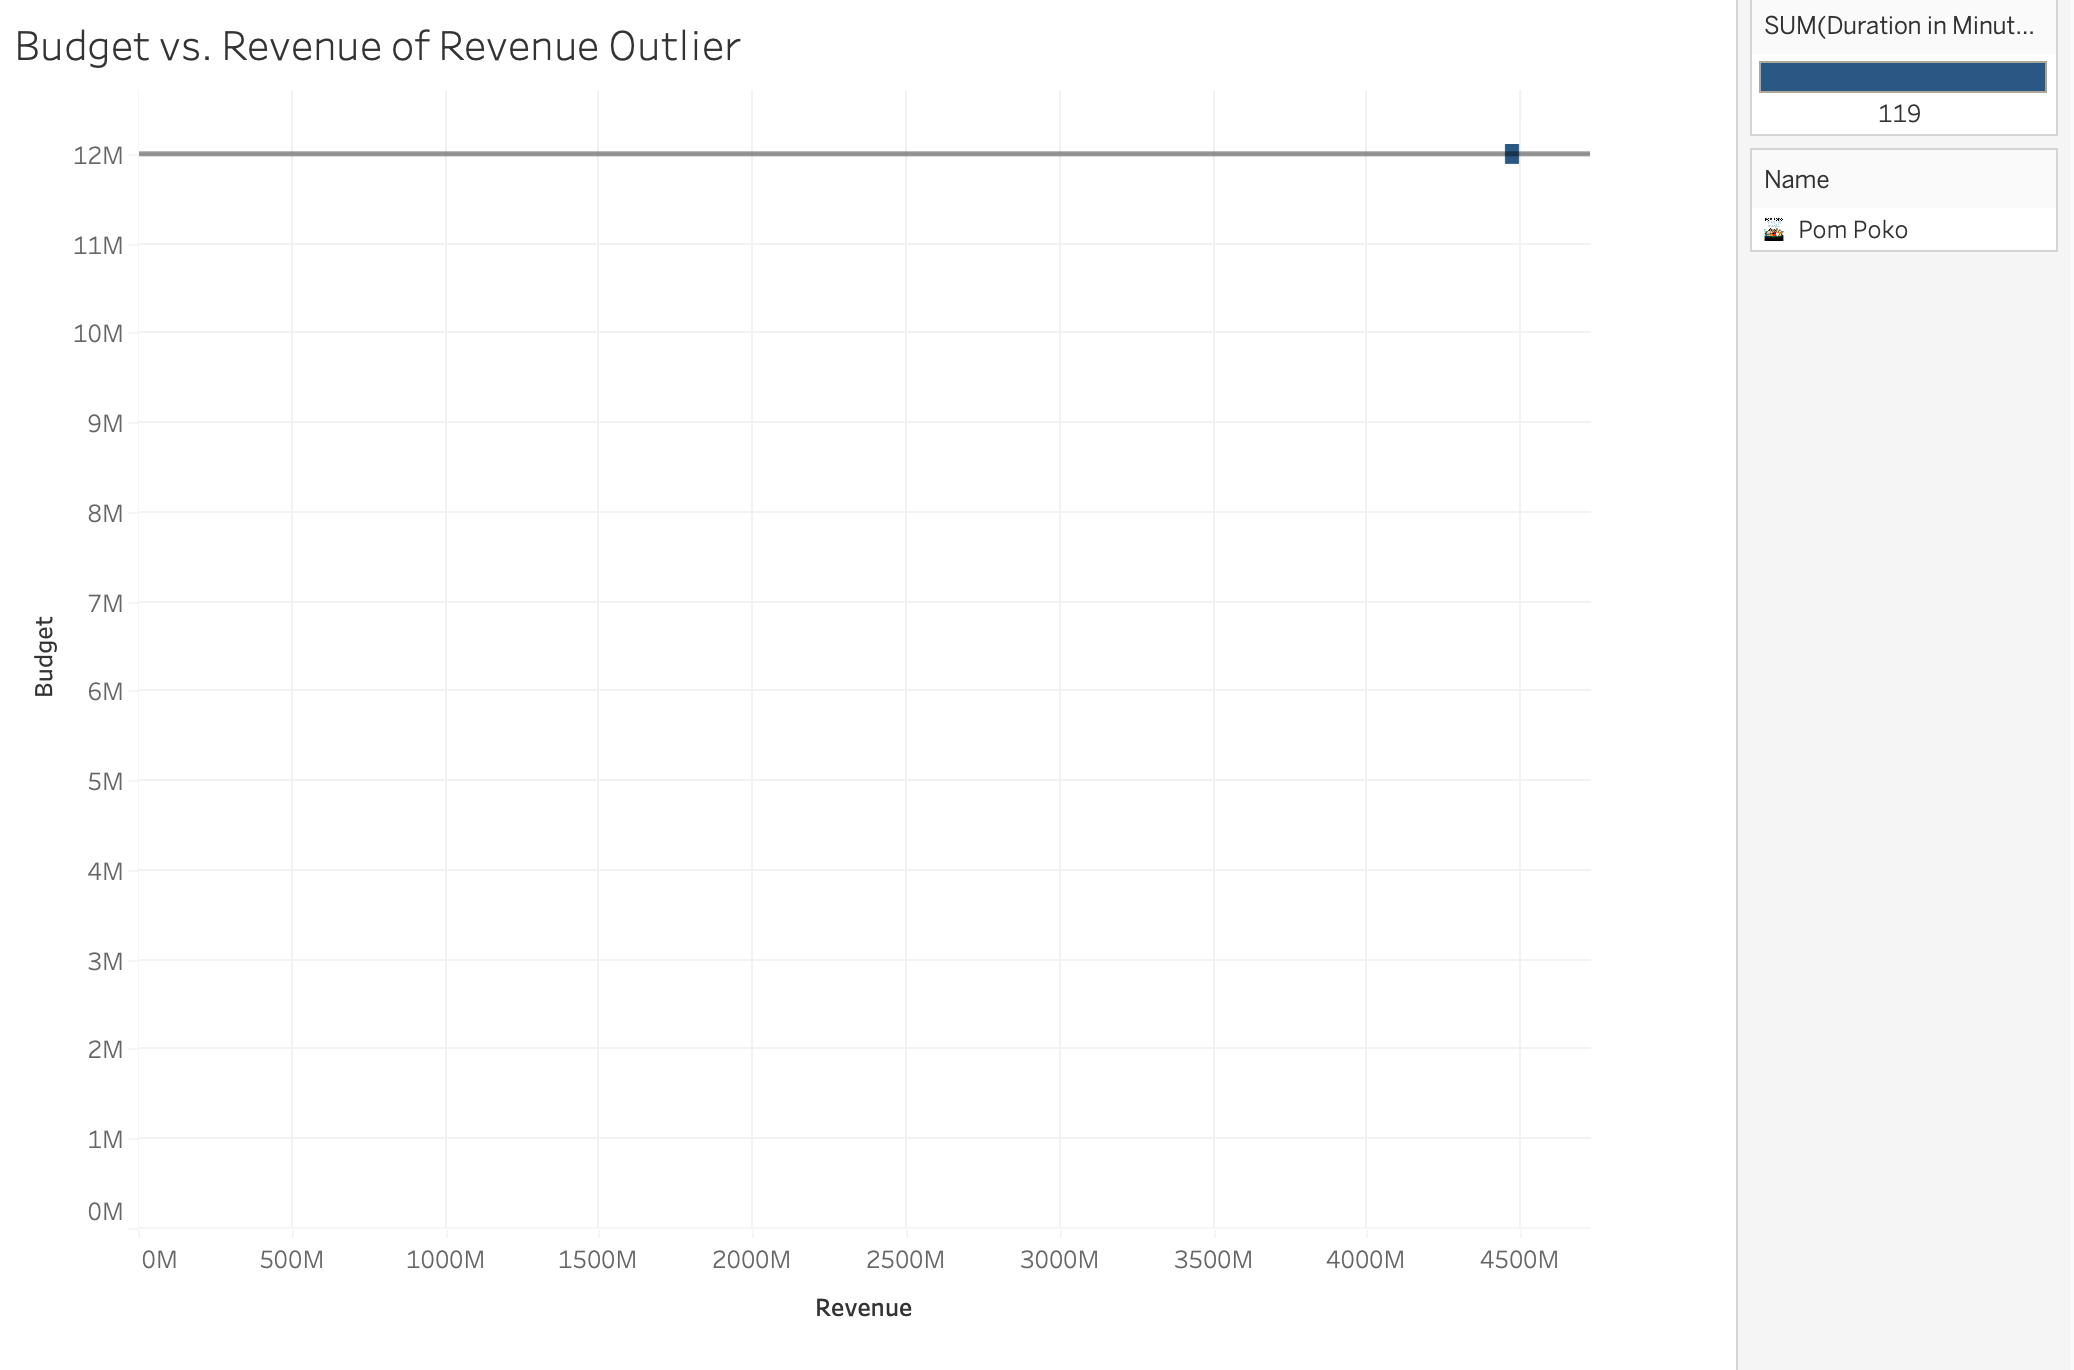 Budget vs. Revenue of Revenue Outlier
12M
11M
10M
9M
8M
7M
6M
5M
4M
3M
2M
1M
0M
Budget
0M 500M 1000M 1500M 2000M 2500M 3000M 3500M 4000M 4500M
Revenue
SUM(Duration in Minut...
119
Name
Pom Poko